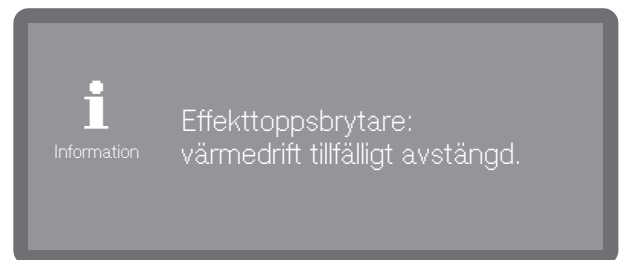 Information
Effekttoppsbrytare:
värmedrift tillfälligt avstängd.